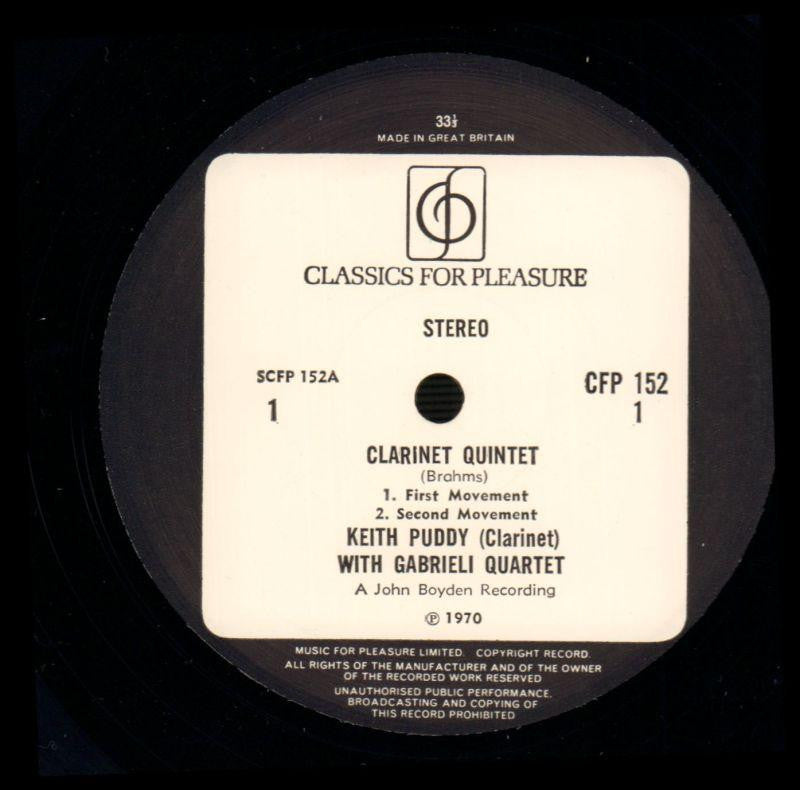 33⅓
MADE IN GREAT BRITAIN
CLASSICS FOR PLEASURE
STEREO
SCFP 152A
1
CFP 152
1
CLARINET QUINTET
(Brahms)
1. First Movement
2. Second Movement
KEITH PUDDY (Clarinet)
WITH GABRIELI QUARTET
A John Boyden Recording
℗ 1970
MUSIC FOR PLEASURE LIMITED. COPYRIGHT RECORD.
ALL RIGHTS OF THE MANUFACTURER AND OF THE OWNER
OF THE RECORDED WORK RESERVED
UNAUTHORISED PUBLIC PERFORMANCE.
BROADCASTING AND COPYING OF
THIS RECORD PROHIBITED